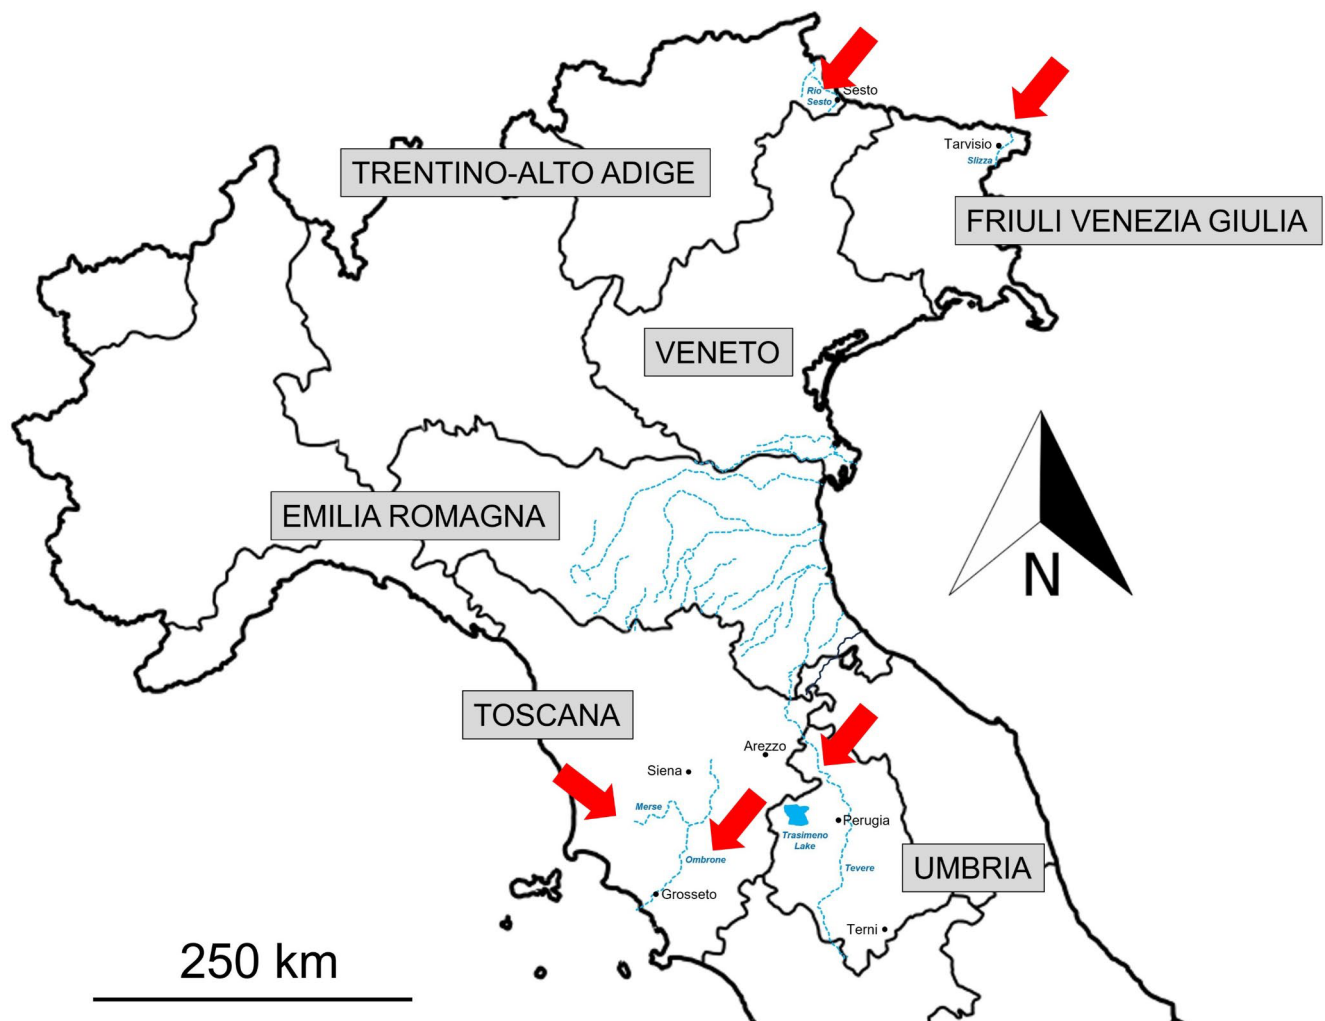 Rio
Sesto
Sesto
Tarvisio
Slizza
TRENTINO-ALTO ADIGE
FRIULI VENEZIA GIULIA
VENETO
EMILIA ROMAGNA
N
TOSCANA
Arezzo
Siena
Merse
Perugia
Trasimeno
Lake
Ombrone
Tevere
UMBRIA
Grosseto
Terni
250 km